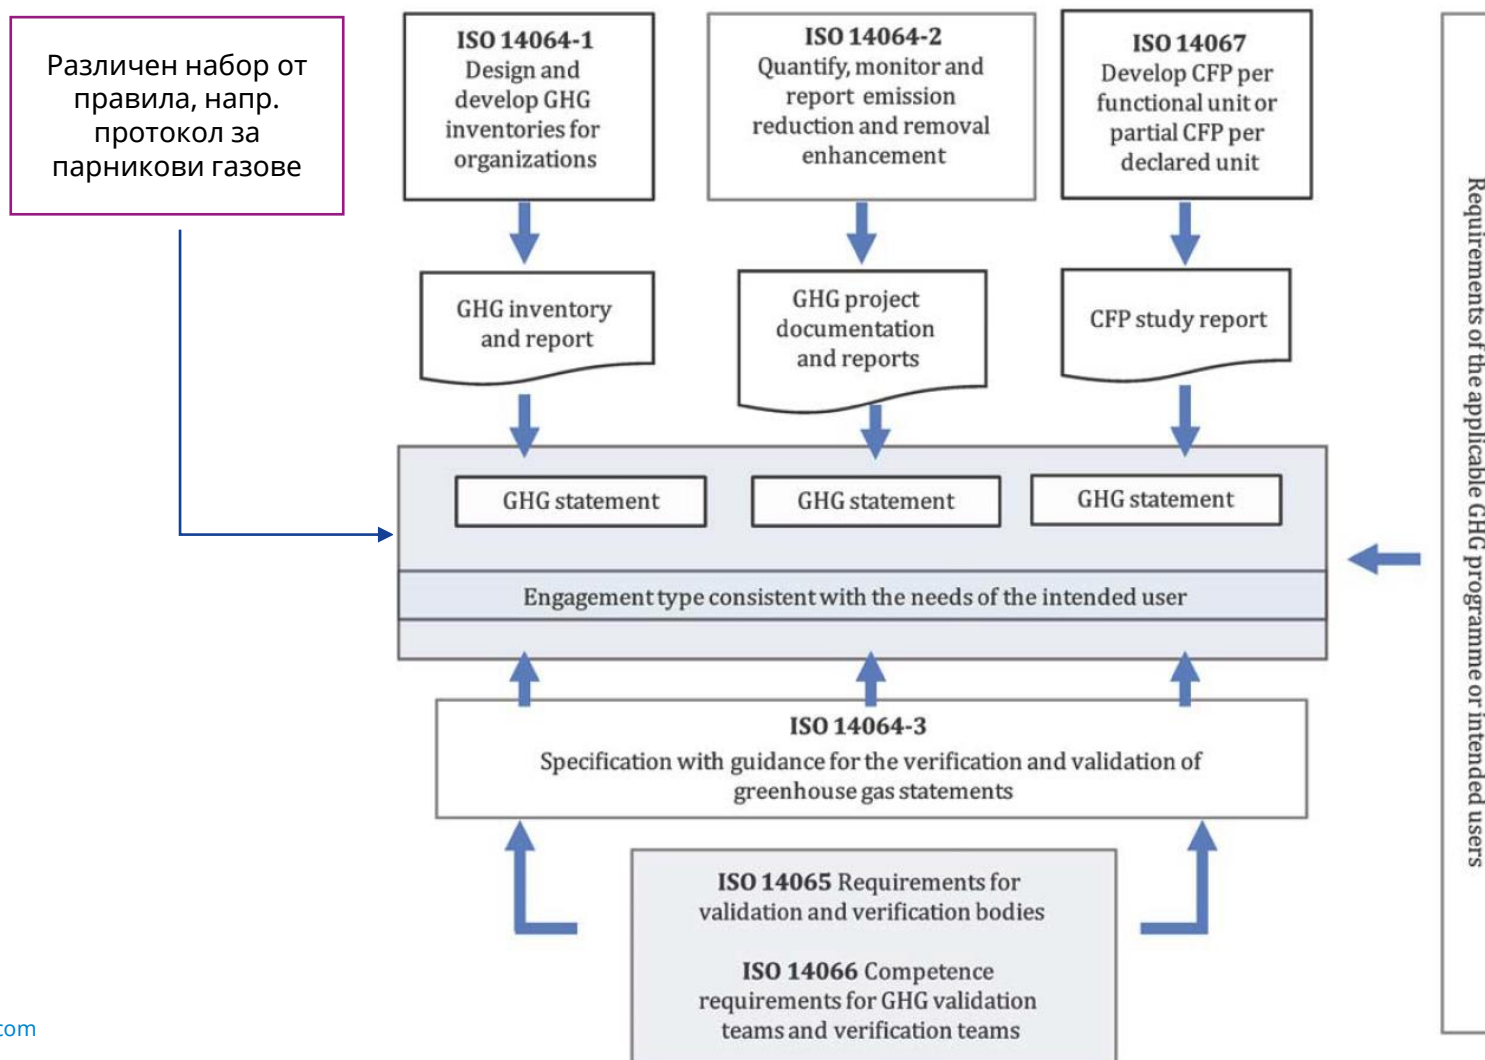 Различен набор от
правила, напр.
протокол за
парникови газове
ISO 14064-1
Design and
develop GHG
inventories for
organizations
ISO 14064-2
Quantify, monitor and
report emission
reduction and removal
enhancement
ISO 14067
Develop CFP per
functional unit or
partial CFP per
declared unit
GHG inventory
and report
GHG project
documentation
and reports
CFP study report
GHG statement
GHG statement
GHG statement
Engagement type consistent with the needs of the intended user
ISO 14064-3
Specification with guidance for the verification and validation of
greenhouse gas statements
ISO 14065 Requirements for
validation and verification bodies
ISO 14066 Competence
requirements for GHG validation
teams and verification teams
Requirements of the applicable GHG programme or intended users
com